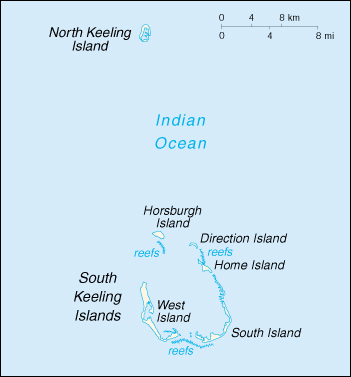 0 4 8 km
0 4 8 mi
North Keeling
Island
Indian
Ocean
Horsburgh
Island
reefs
Direction Island
reefs
Home Island
South
Keeling
Islands
West
Island
South Island
reefs